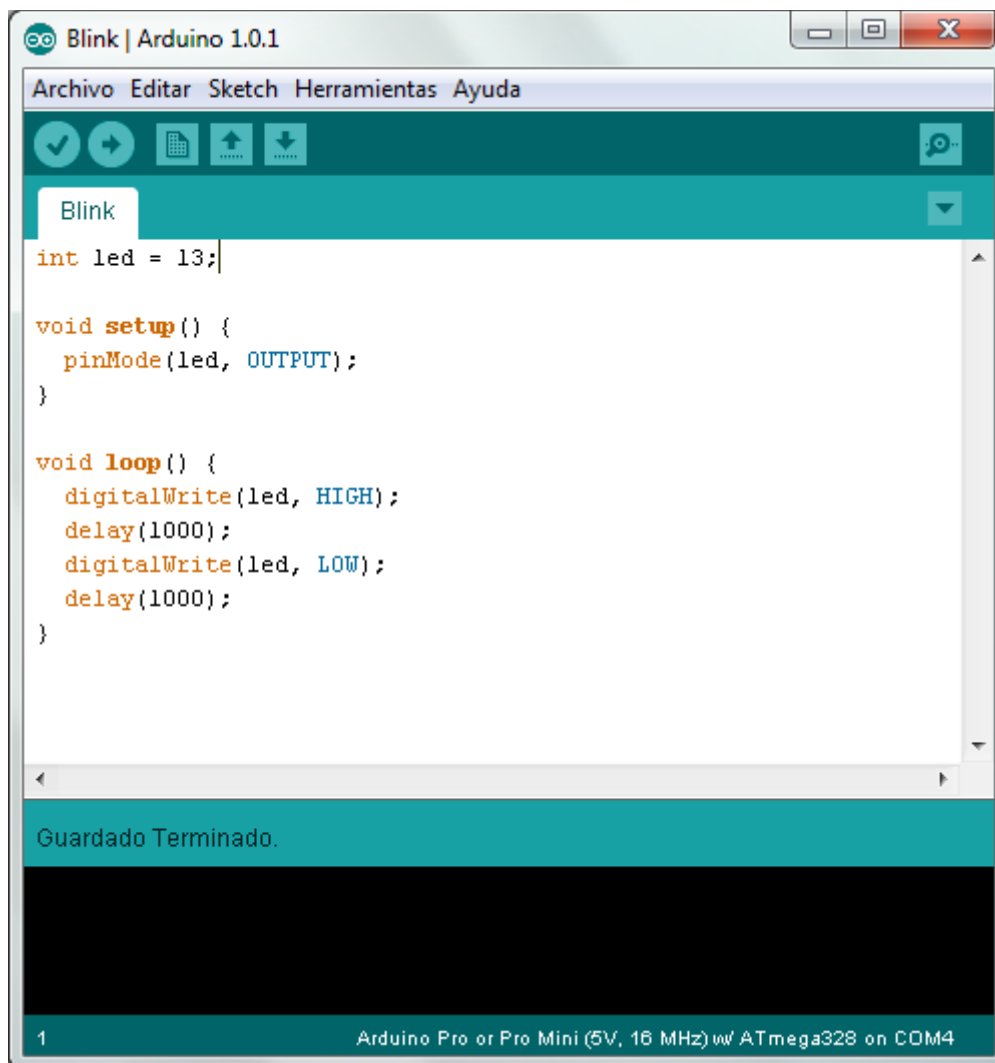 Blink | Arduino 1.0.1
Archivo Editar Sketch Herramientas Ayuda
Blink
int led = 13;
void setup() {
  pinMode(led, OUTPUT);
}
void loop() {
  digitalWrite(led, HIGH);
  delay(1000);
  digitalWrite(led, LOW);
  delay(1000);
}
Guardado Terminado.
1 Arduino Pro or Pro Mini (5V, 16 MHz) w/ ATmega328 on COM4